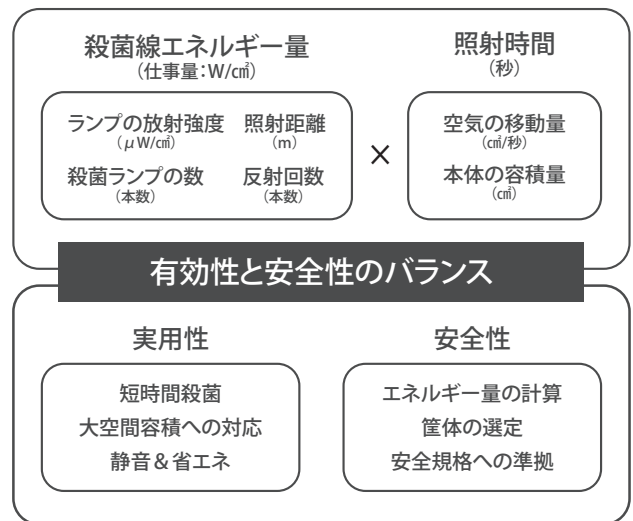 殺菌線エネルギー量
（仕事量：W/c㎡）
照射時間
（秒）
ランプの放射強度 照射距離
（μW/c㎡） （m）
殺菌ランプの数 反射回数
（本数） （本数）
×
空気の移動量
（c㎡/秒）
本体の容積量
（c㎡）
有効性と安全性のバランス
実用性
短時間殺菌
大空間容積への対応
静音＆省エネ
安全性
エネルギー量の計算
筐体の選定
安全規格への準拠